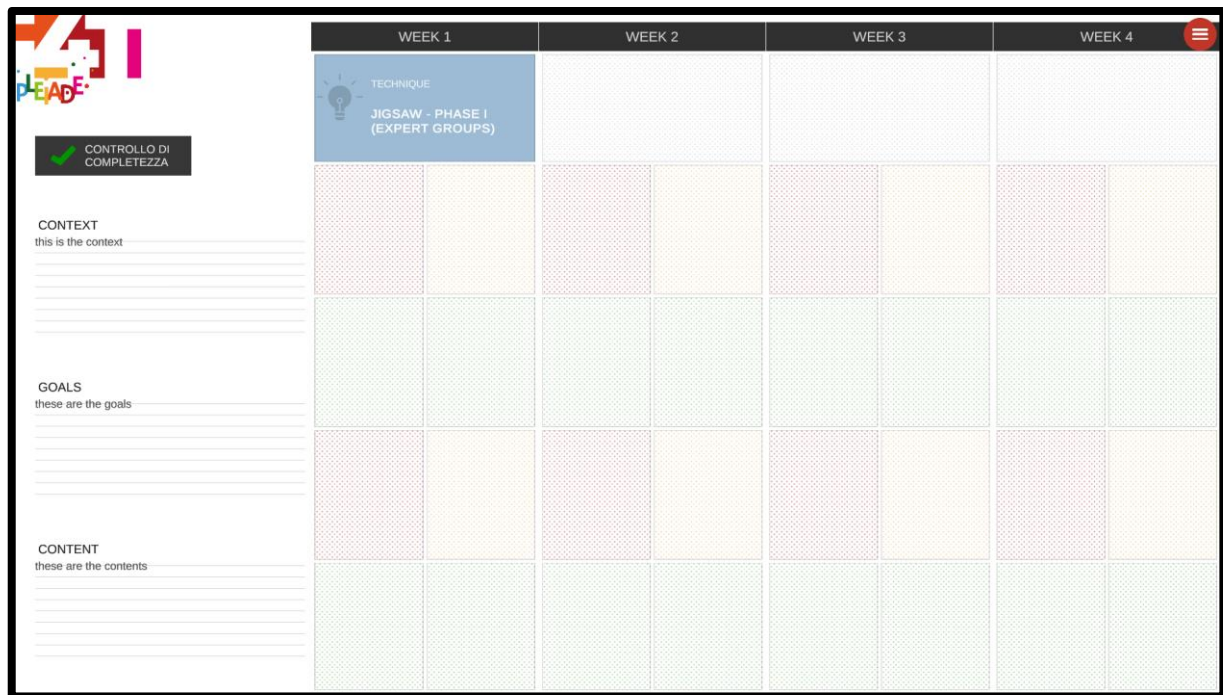 WEEK 1
WEEK 2
WEEK 3
WEEK 4
PLEIADE
TECHNIQUE
JIGSAW - PHASE I
(EXPERT GROUPS)
CONTROLLO DI
COMPLETEZZA
CONTEXT
this is the context
GOALS
these are the goals
CONTENT
these are the contents